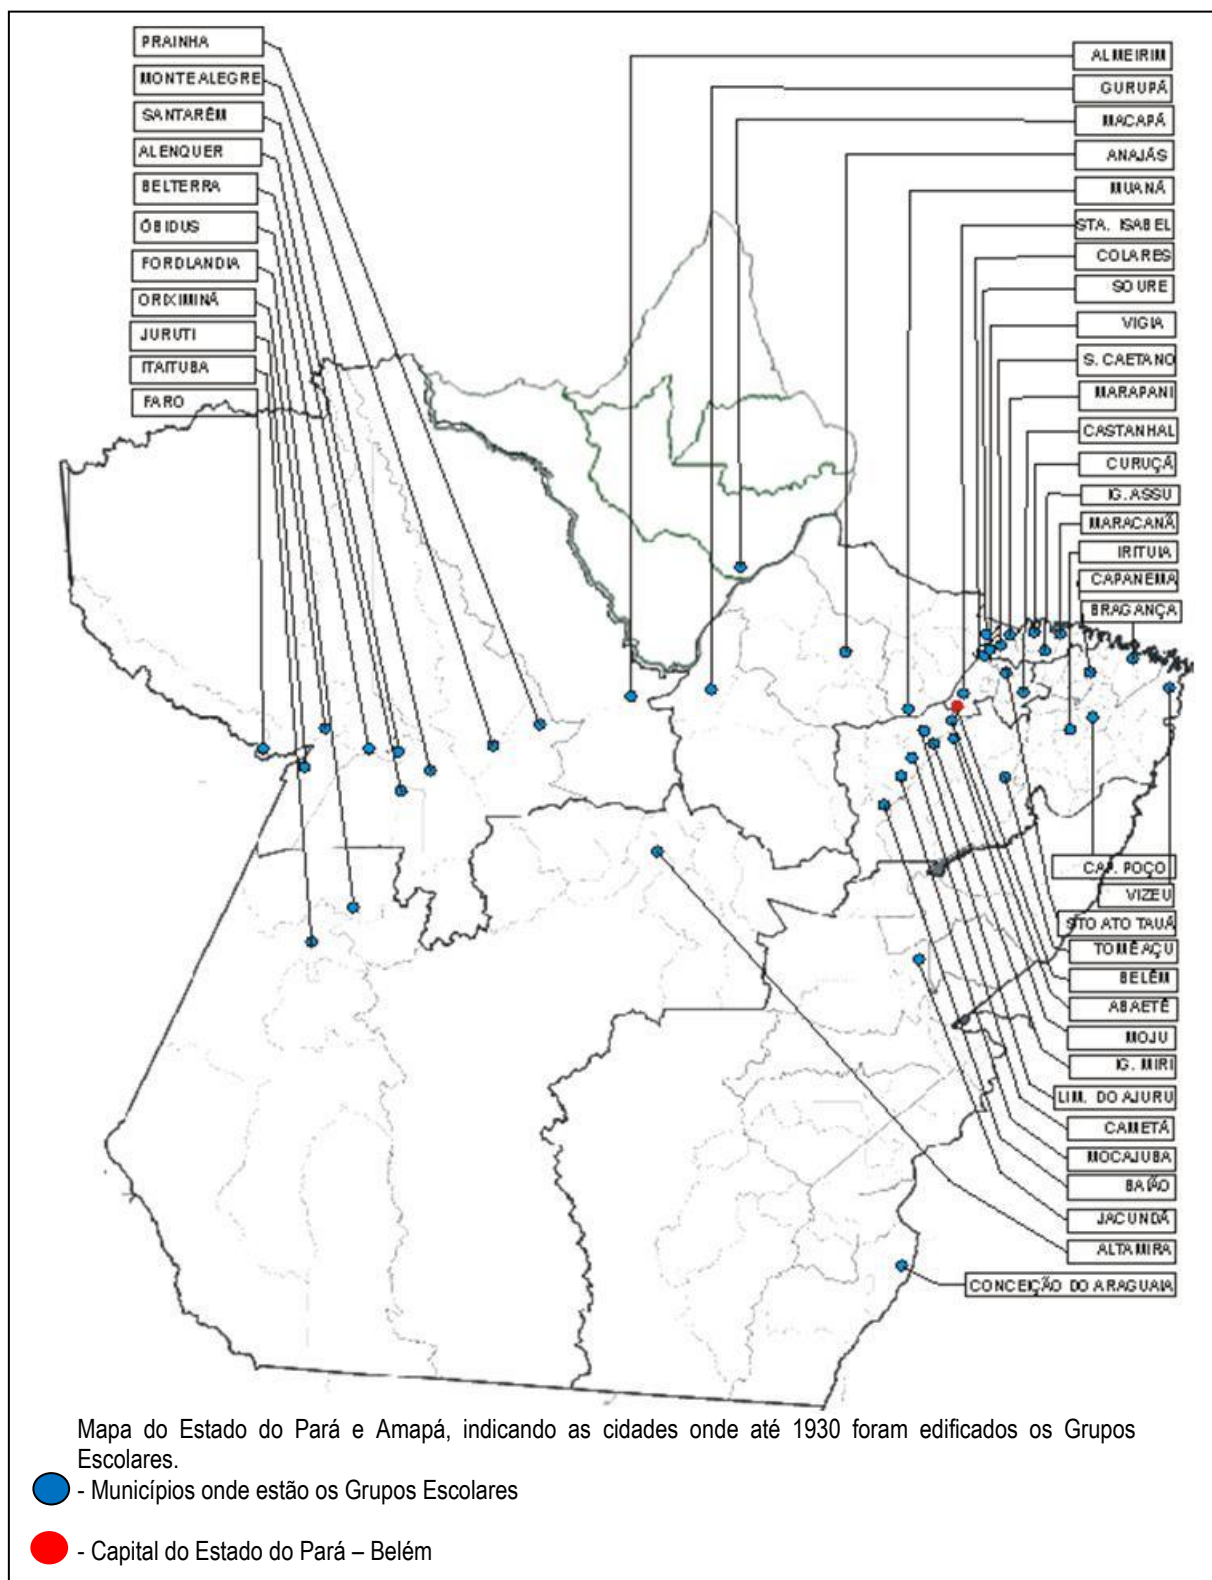 PRAINHA
MONTE ALEGRE
SANTARÉM
ALENQUER
BELTERRA
ÓBIDUS
FORDLANDIA
ORIXIMINÁ
JURUTI
ITAITUBA
FARO
ALMEIRIM
GURUPÁ
MACAPÁ
ANAJÁS
MUANÁ
STA. ISABEL
COLARES
SOURE
VIGIA
S. CAETANO
MARAPANI
CASTANHAL
CURUÇÁ
IG. ASSU
MARACANÃ
IRITUIA
CAPANEMA
BRAGANÇA
CAP. POÇO
VIZEU
STO ATO TAUÁ
TOMÉAÇU
BELÉM
ABAETÉ
MOJU
IG. MIRI
LIM. DO AJURU
CAMETÁ
MOCAJUBA
BAIÃO
JACUNDÁ
ALTAMIRA
CONCEIÇÃO DO ARAGUAIA
Mapa do Estado do Pará e Amapá, indicando as cidades onde até 1930 foram edificados os Grupos
Escolares.
- Municípios onde estão os Grupos Escolares
- Capital do Estado do Pará – Belém